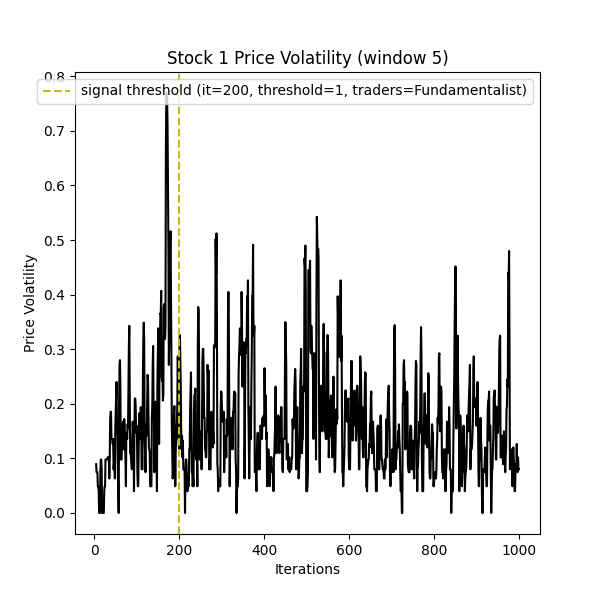 Stock 1 Price Volatility (window 5)
signal threshold (it=200, threshold=1, traders=Fundamentalist)
0.8
0.7
0.6
0.5
0.4
0.3
0.2
0.1
0.0
Price Volatility
0 200 400 600 800 1000
Iterations